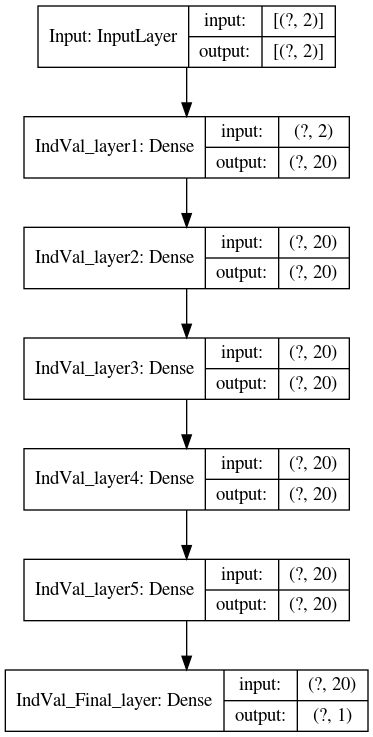 Input: InputLayer
input: [(?, 2)]
output: [(?, 2)]
IndVal_layer1: Dense
input: (?, 2)
output: (?, 20)
IndVal_layer2: Dense
input: (?, 20)
output: (?, 20)
IndVal_layer3: Dense
input: (?, 20)
output: (?, 20)
IndVal_layer4: Dense
input: (?, 20)
output: (?, 20)
IndVal_layer5: Dense
input: (?, 20)
output: (?, 20)
IndVal_Final_layer: Dense
input: (?, 20)
output: (?, 1)